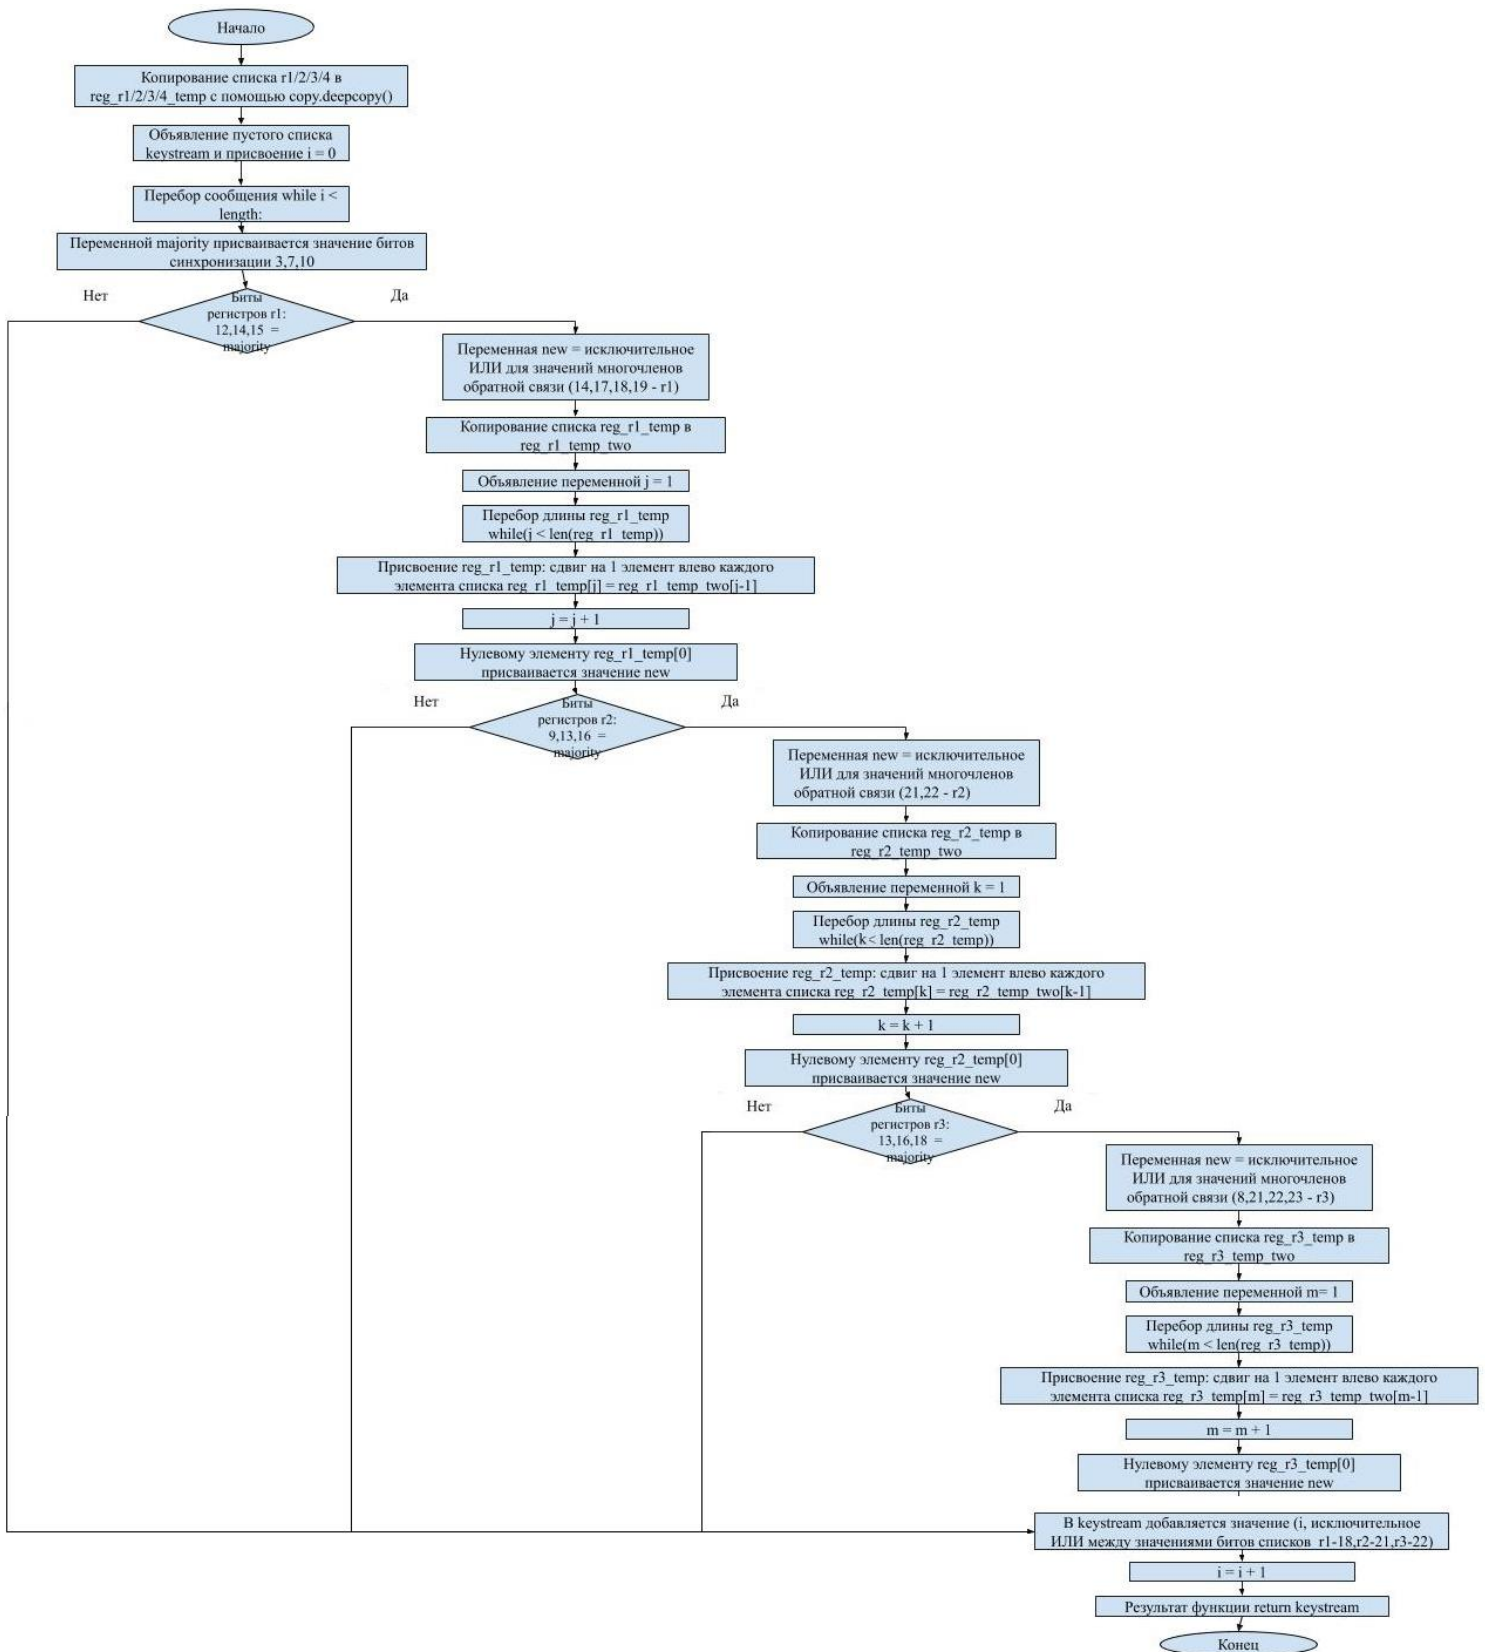 Начало
Копирование списка r1/2/3/4 в
reg_r1/2/3/4_temp с помощью copy.deepcopy()
Объявление пустого списка
keystream и присвоение i = 0
Перебор сообщения while i <
length:
Переменной majority присваивается значение битов
синхронизации 3,7,10
Нет
Да
Биты
регистров r1:
12,14,15 =
majority
Переменная new = исключительное
ИЛИ для значений многочленов
обратной связи (14,17,18,19 - r1)
Копирование списка reg_r1_temp в
reg_r1_temp_two
Объявление переменной j = 1
Перебор длины reg_r1_temp
while(j < len(reg_r1_temp))
Присвоение reg_r1_temp: сдвиг на 1 элемент влево каждого
элемента списка reg_r1_temp[j] = reg_r1_temp_two[j-1]
j = j + 1
Нулевому элементу reg_r1_temp[0]
присваивается значение new
Нет
Да
Биты
регистров r2:
9,13,16 =
majority
Переменная new = исключительное
ИЛИ для значений многочленов
обратной связи (21,22 - r2)
Копирование списка reg_r2_temp в
reg_r2_temp_two
Объявление переменной k = 1
Перебор длины reg_r2_temp
while(k< len(reg_r2_temp))
Присвоение reg_r2_temp: сдвиг на 1 элемент влево каждого
элемента списка reg_r2_temp[k] = reg_r2_temp_two[k-1]
k = k + 1
Нулевому элементу reg_r2_temp[0]
присваивается значение new
Нет
Да
Биты
регистров r3:
13,16,18 =
majority
Переменная new = исключительное
ИЛИ для значений многочленов
обратной связи (8,21,22,23 - r3)
Копирование списка reg_r3_temp в
reg_r3_temp_two
Объявление переменной m= 1
Перебор длины reg_r3_temp
while(m < len(reg_r3_temp))
Присвоение reg_r3_temp: сдвиг на 1 элемент влево каждого
элемента списка reg_r3_temp[m] = reg_r3_temp_two[m-1]
m = m + 1
Нулевому элементу reg_r3_temp[0]
присваивается значение new
В keystream добавляется значение (i, исключительное
ИЛИ между значениями битов списков r1-18,r2-21,r3-22)
i = i + 1
Результат функции return keystream
Конец